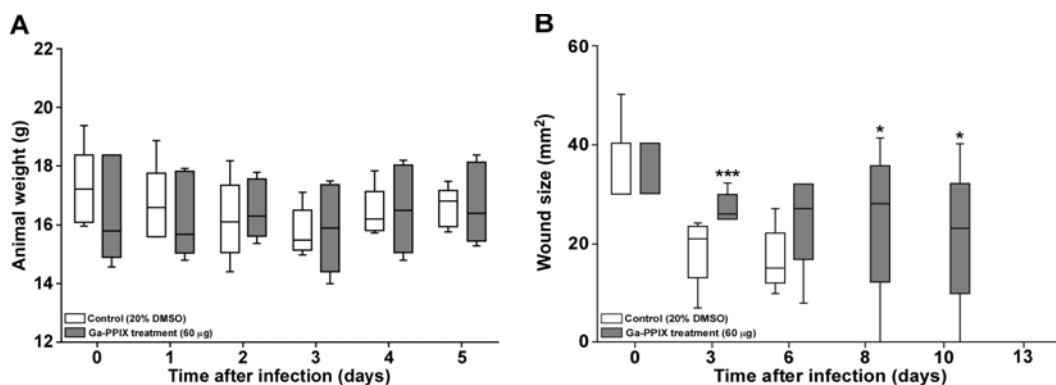 A
Animal weight (g)
22
20
18
16
14
12
Control (20% DMSO)
Ga-PPIX treatment (60 μg)
0 1 2 3 4 5
Time after infection (days)
B
Wound size (mm²)
60
40
20
0
***
*
*
Control (20% DMSO)
Ga-PPIX treatment (60 μg)
0 3 6 8 10 13
Time after infection (days)